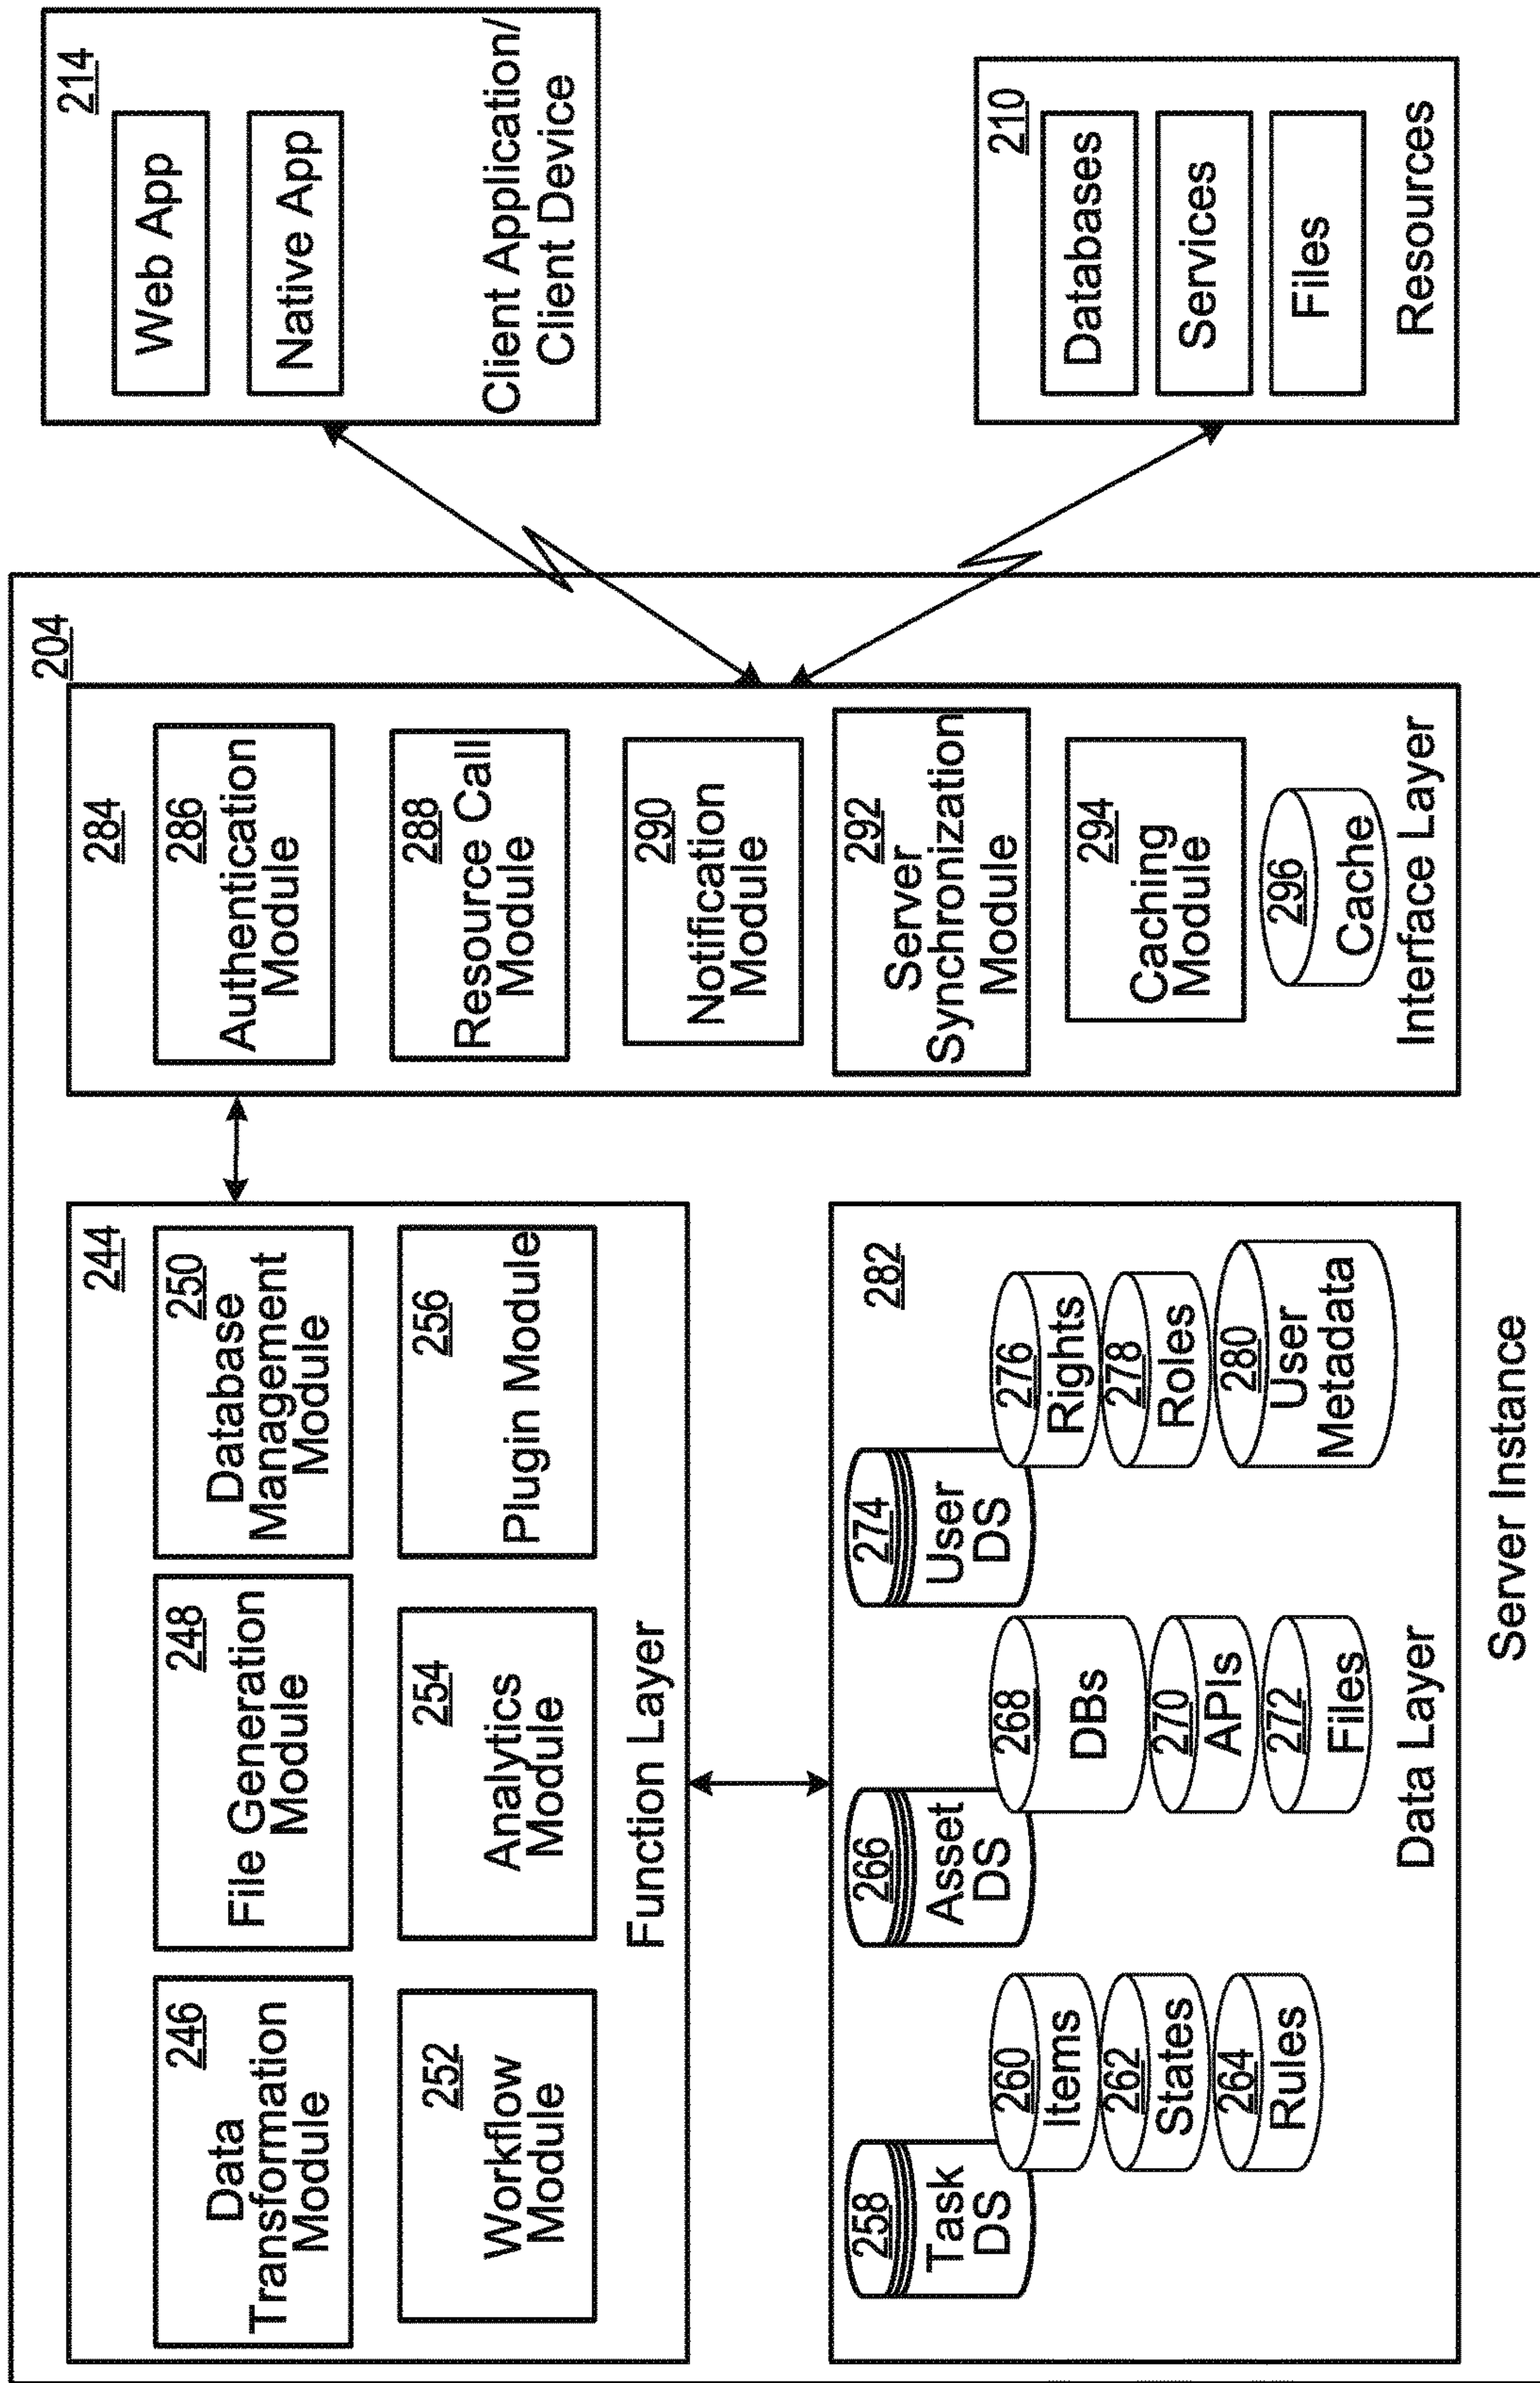 204
244
246
Data
Transformation
Module
248
File Generation
Module
250
Database
Management
Module
252
Workflow
Module
254
Analytics
Module
256
Plugin Module
Function Layer
282
258
Task
DS
260
Items
262
States
264
Rules
266
Asset
DS
268
DBs
270
APIs
272
Files
274
User
DS
276
Rights
278
Roles
280
User
Metadata
Data Layer
284
286
Authentication
Module
288
Resource Call
Module
290
Notification
Module
292
Server
Synchronization
Module
294
Caching
Module
296
Cache
Interface Layer
Server Instance
214
Web App
Native App
Client Application/
Client Device
210
Databases
Services
Files
Resources